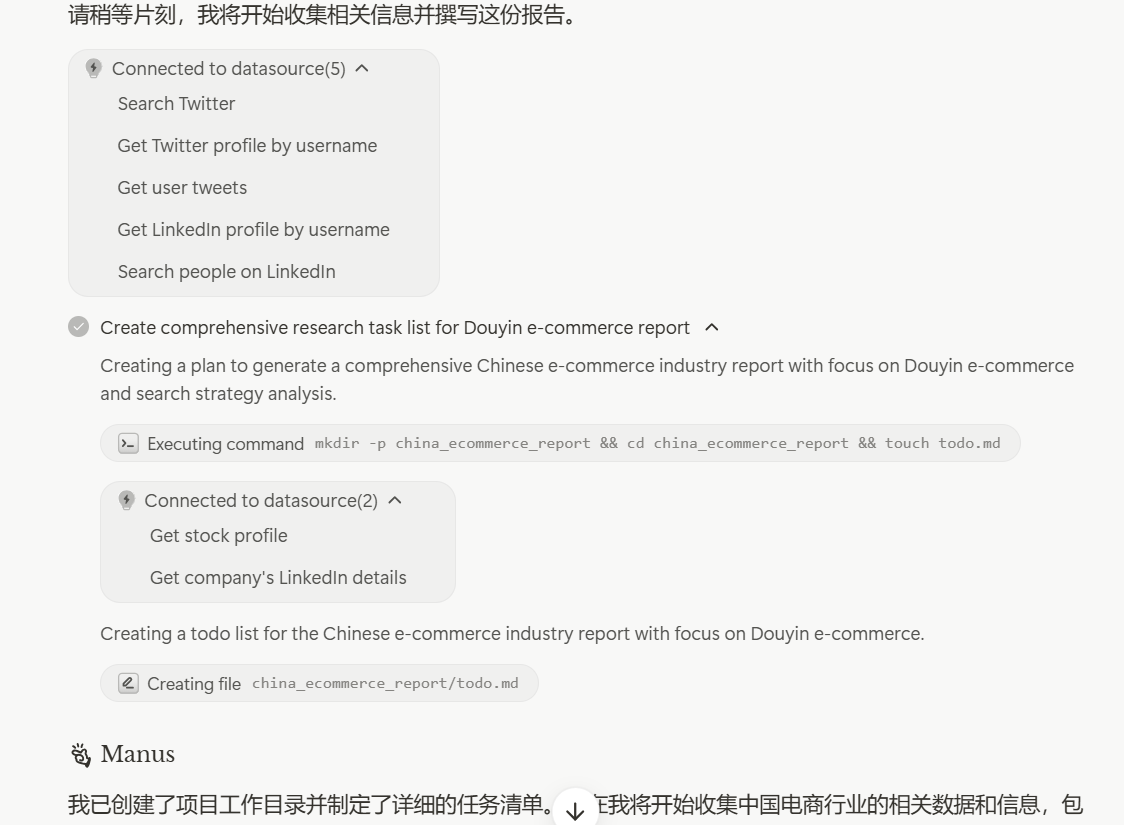 请稍等片刻，我将开始收集相关信息并撰写这份报告。
Connected to datasource(5)
Search Twitter
Get Twitter profile by username
Get user tweets
Get LinkedIn profile by username
Search people on LinkedIn
Create comprehensive research task list for Douyin e-commerce report
Creating a plan to generate a comprehensive Chinese e-commerce industry report with focus on Douyin e-commerce
and search strategy analysis.
Executing command mkdir -p china_ecommerce_report && cd china_ecommerce_report && touch todo.md
Connected to datasource(2)
Get stock profile
Get company's LinkedIn details
Creating a todo list for the Chinese e-commerce industry report with focus on Douyin e-commerce.
Creating file china_ecommerce_report/todo.md
Manus
我已创建了项目工作目录并制定了详细的任务清单。在我将开始收集中国电商行业的相关数据和信息，包